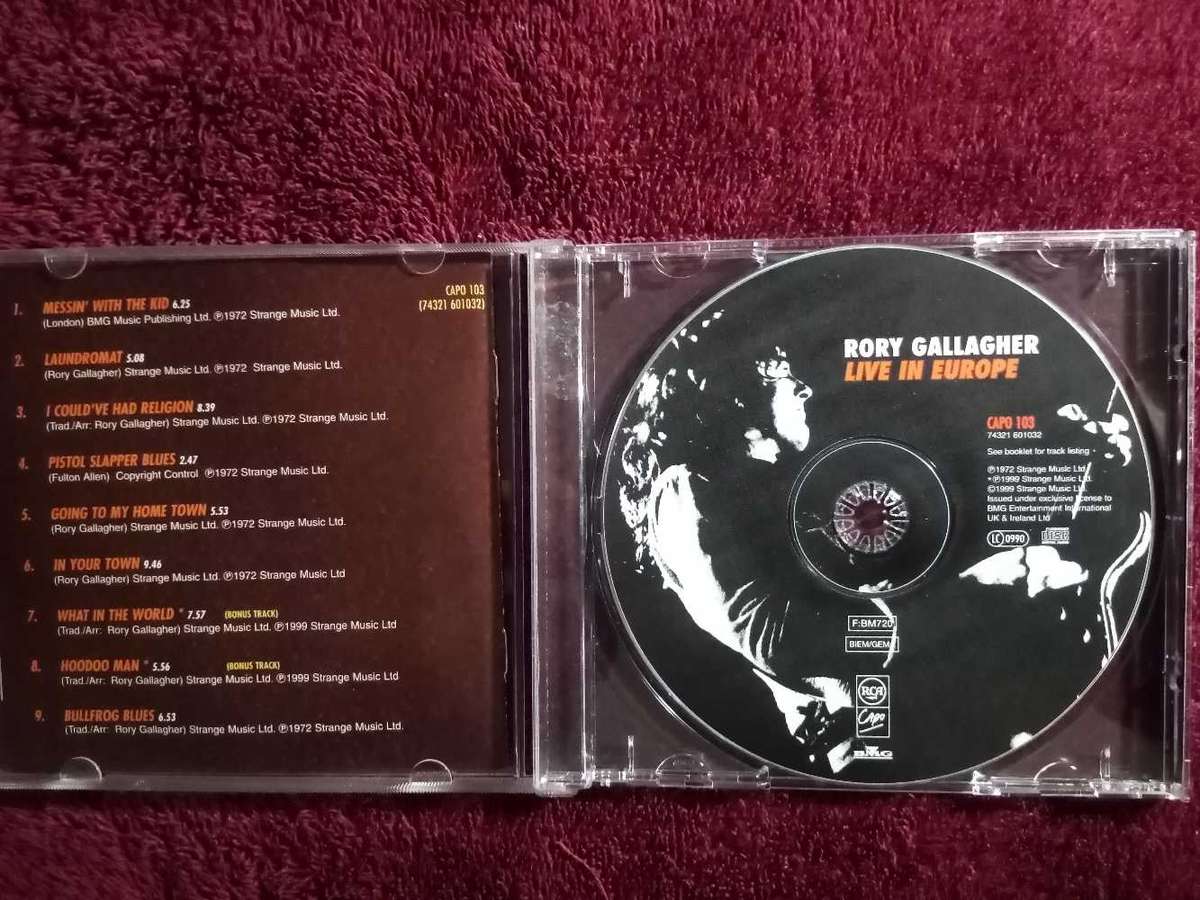 CAPO 103
(74321 601032)
1. MESSIN' WITH THE KID 6.25
(London) BMG Music Publishing Ltd. ℗1972 Strange Music Ltd.
2. LAUNDROMAT 5.08
(Rory Gallagher) Strange Music Ltd. ℗1972 Strange Music Ltd.
3. I COULD'VE HAD RELIGION 8.39
(Trad./Arr: Rory Gallagher) Strange Music Ltd. ℗1972 Strange Music Ltd.
4. PISTOL SLAPPER BLUES 2.47
(Fulton Allen) Copyright Control ℗1972 Strange Music Ltd.
5. GOING TO MY HOME TOWN 5.53
(Rory Gallagher) Strange Music Ltd. ℗1972 Strange Music Ltd.
6. IN YOUR TOWN 9.46
(Rory Gallagher) Strange Music Ltd. ℗1972 Strange Music Ltd
7. WHAT IN THE WORLD * 7.57 (BONUS TRACK)
(Trad./Arr: Rory Gallagher) Strange Music Ltd. ℗1999 Strange Music Ltd
8. HOODOO MAN * 5.56 (BONUS TRACK)
(Trad./Arr: Rory Gallagher) Strange Music Ltd. ℗1999 Strange Music Ltd
9. BULLFROG BLUES 6.53
(Trad./Arr: Rory Gallagher) Strange Music Ltd. ℗1972 Strange Music Ltd.
RORY GALLAGHER
LIVE IN EUROPE
CAPO 103
74321 601032
See booklet for track listing
℗1972 Strange Music Ltd
*℗1999 Strange Music Ltd.
©1999 Strange Music Ltd.
Issued under exclusive license to
BMG Entertainment International
UK & Ireland Ltd
LC 0990
DISC
F:BM720
BIEM/GEM
RCA
Capo
BMG